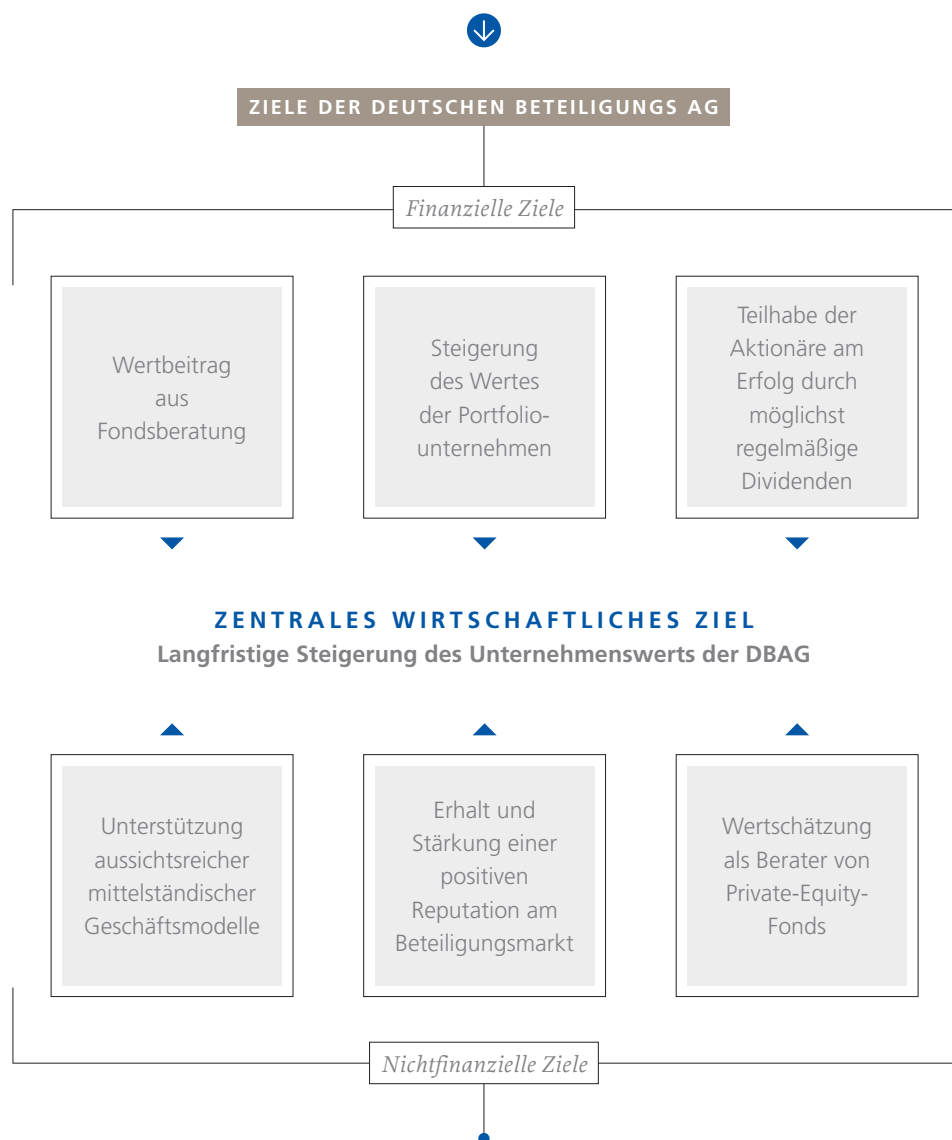 ZIELE DER DEUTSCHEN BETEILIGUNGS AG
Finanzielle Ziele
Wertbeitrag
aus
Fondsberatung
Steigerung
des Wertes
der Portfolio-
unternehmen
Teilhabe der
Aktionäre am
Erfolg durch
möglichst
regelmäßige
Dividenden
ZENTRALES WIRTSCHAFTLICHES ZIEL
Langfristige Steigerung des Unternehmenswerts der DBAG
Unterstützung
aussichtsreicher
mittelständischer
Geschäftsmodelle
Erhalt und
Stärkung einer
positiven
Reputation am
Beteiligungsmarkt
Wertschätzung
als Berater von
Private-Equity-
Fonds
Nichtfinanzielle Ziele